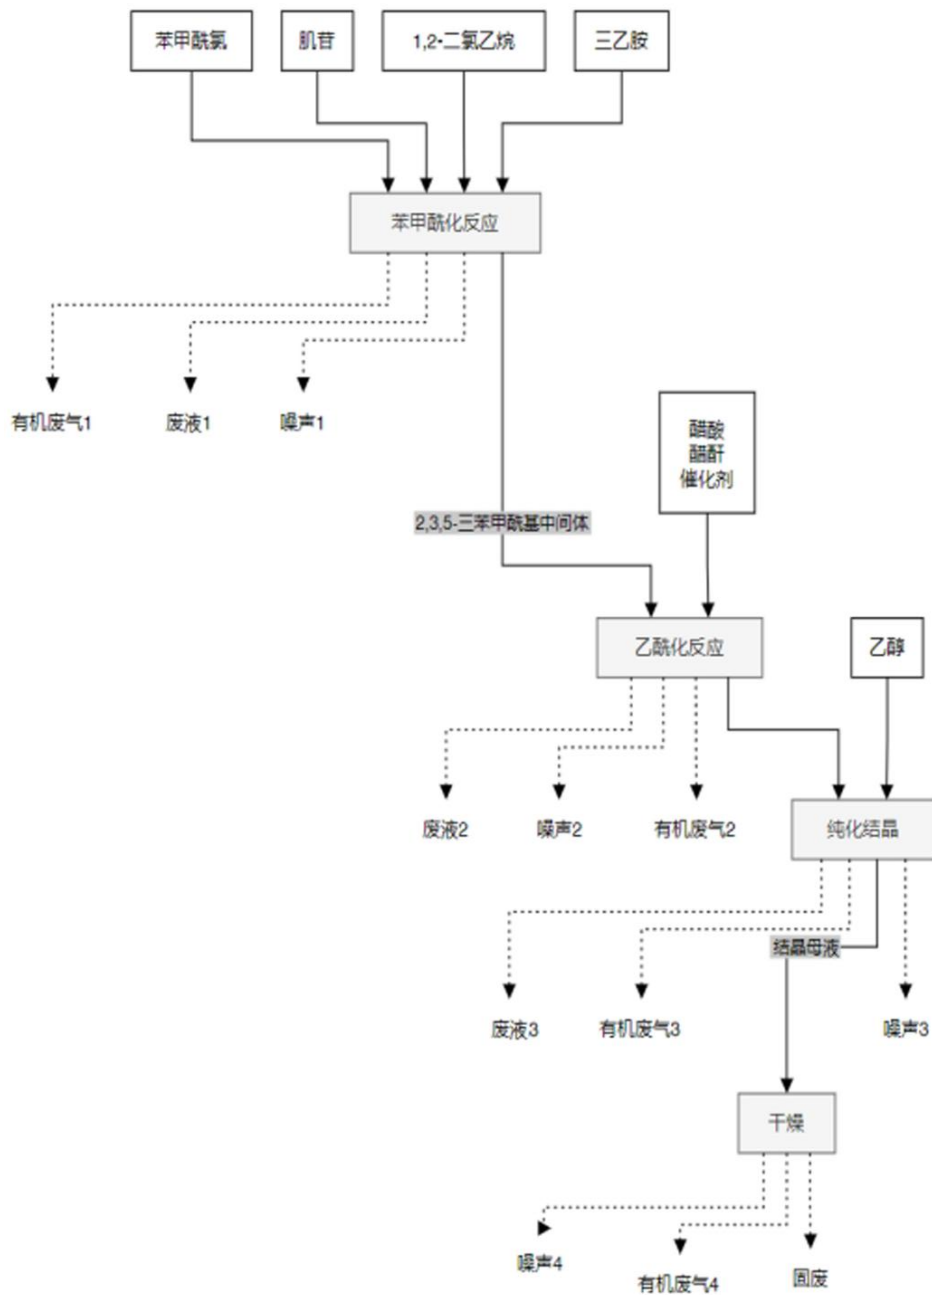 苯甲酰氯
肌苷
1,2-二氯乙烷
三乙胺
苯甲酰化反应
有机废气1
废液1
噪声1
醋酸
醋酐
催化剂
2,3,5-三苯甲酰基中间体
乙酰化反应
乙醇
废液2
噪声2
有机废气2
纯化结晶
结晶母液
废液3
有机废气3
噪声3
干燥
噪声4
有机废气4
固废